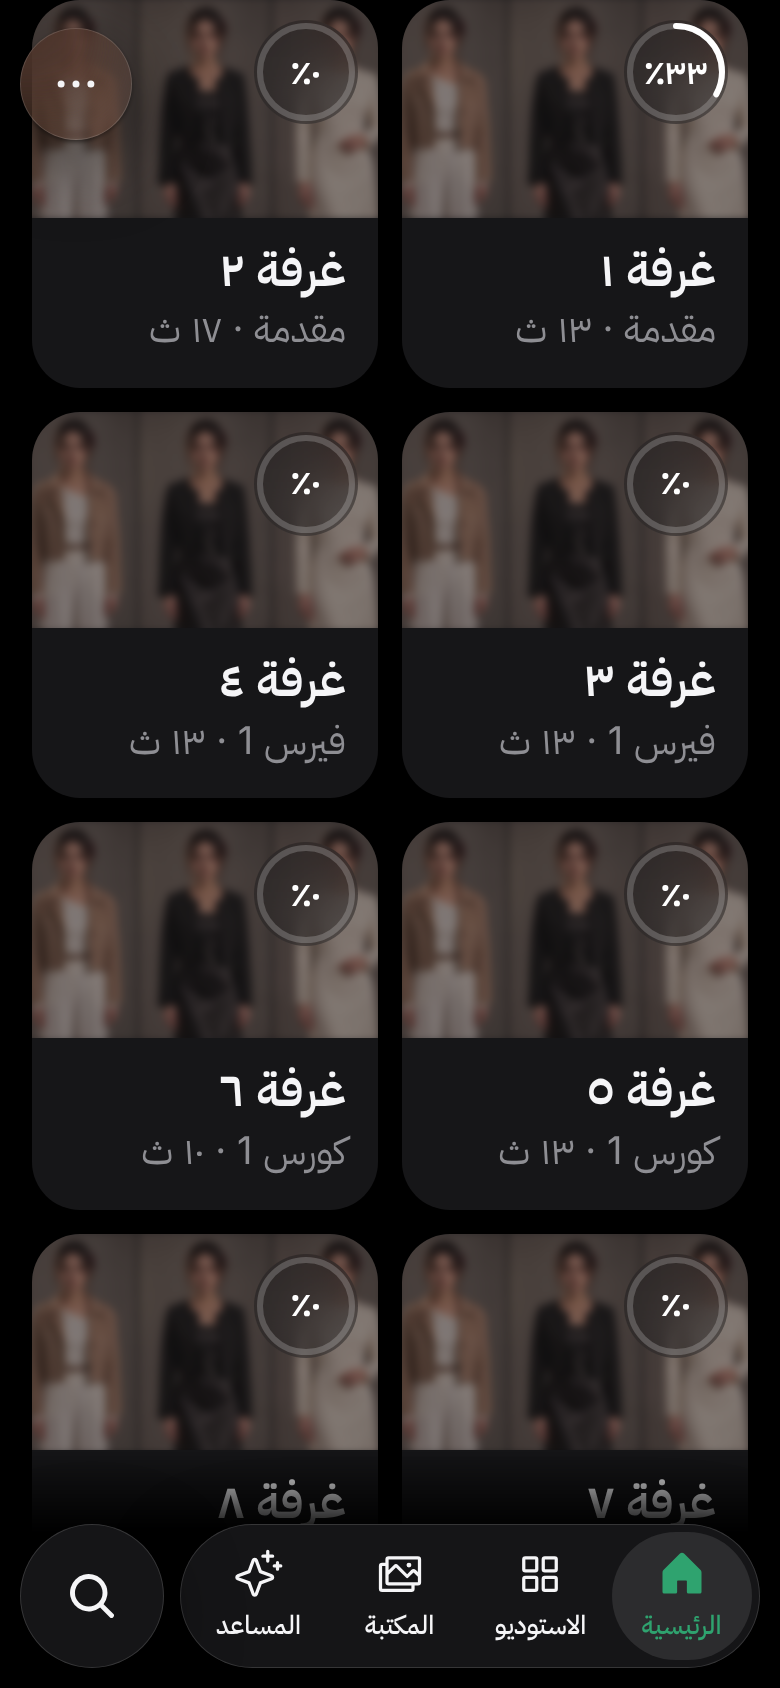 ٣٣٪
٠٪
غرفة ١
مقدمة · ١٣ ث
غرفة ٢
مقدمة · ١٧ ث
٠٪
٠٪
غرفة ٣
فيرس 1 · ١٣ ث
غرفة ٤
فيرس 1 · ١٣ ث
٠٪
٠٪
غرفة ٥
كورس 1 · ١٣ ث
غرفة ٦
كورس 1 · ١٠ ث
٠٪
٠٪
غرفة ٧
غرفة ٨
الرئيسية
الاستوديو
المكتبة
المساعد